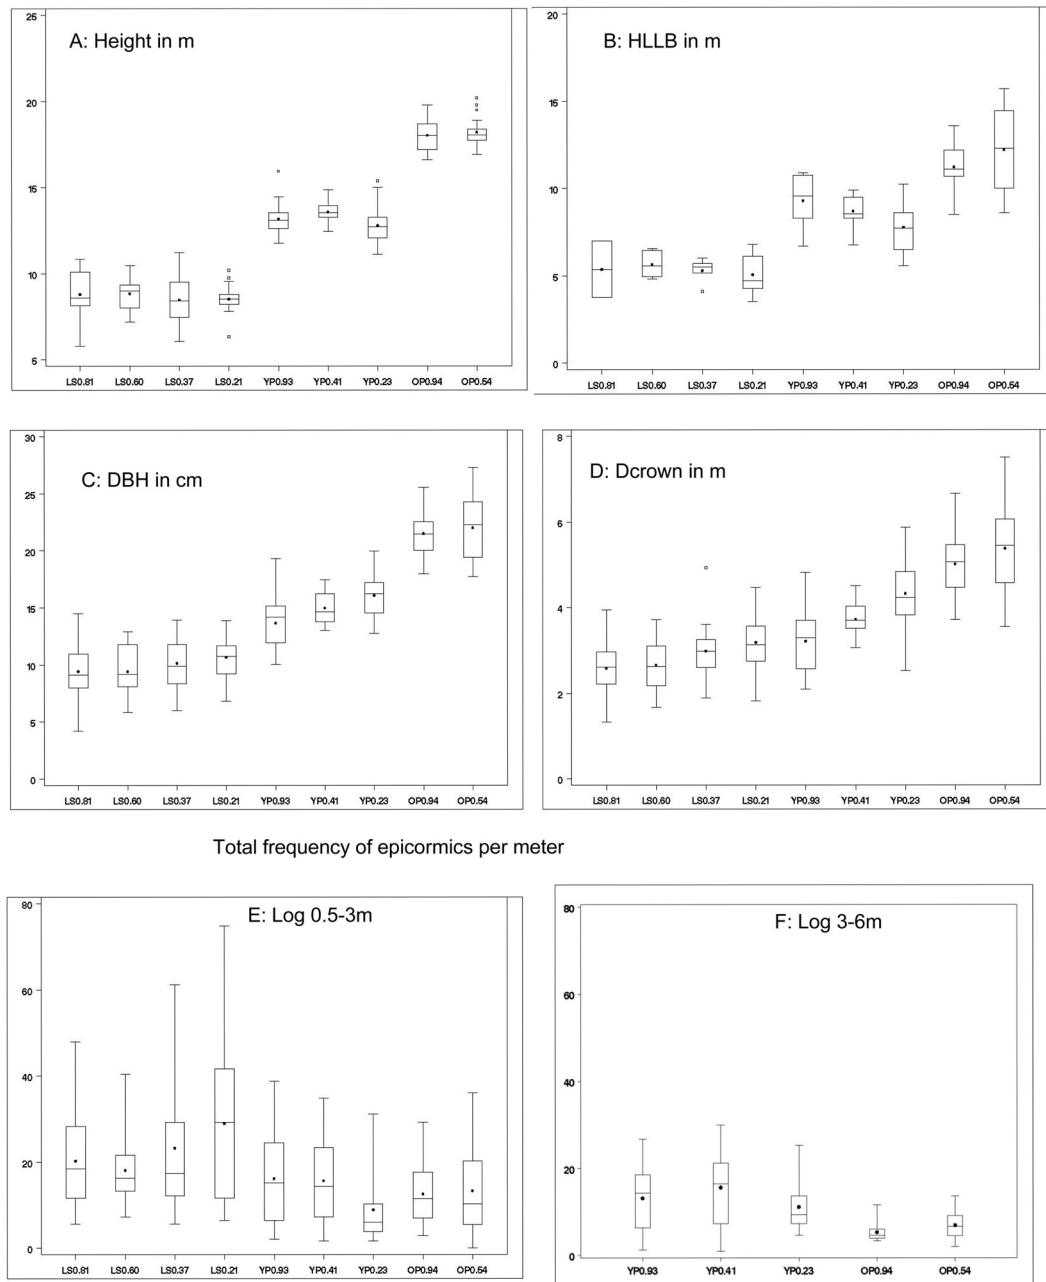 A: Height in m
25
20
15
10
5
LS0.81 LS0.60 LS0.37 LS0.21 YP0.93 YP0.41 YP0.23 OP0.94 OP0.54
B: HLLB in m
20
15
10
5
0
LS0.81 LS0.60 LS0.37 LS0.21 YP0.93 YP0.41 YP0.23 OP0.94 OP0.54
C: DBH in cm
30
25
20
15
10
5
0
LS0.81 LS0.60 LS0.37 LS0.21 YP0.93 YP0.41 YP0.23 OP0.94 OP0.54
D: Dcrown in m
8
6
4
2
0
LS0.81 LS0.60 LS0.37 LS0.21 YP0.93 YP0.41 YP0.23 OP0.94 OP0.54
Total frequency of epicormics per meter
E: Log 0.5-3m
80
60
40
20
0
LS0.81 LS0.60 LS0.37 LS0.21 YP0.93 YP0.41 YP0.23 OP0.94 OP0.54
F: Log 3-6m
80
60
40
20
0
YP0.93 YP0.41 YP0.23 OP0.94 OP0.54